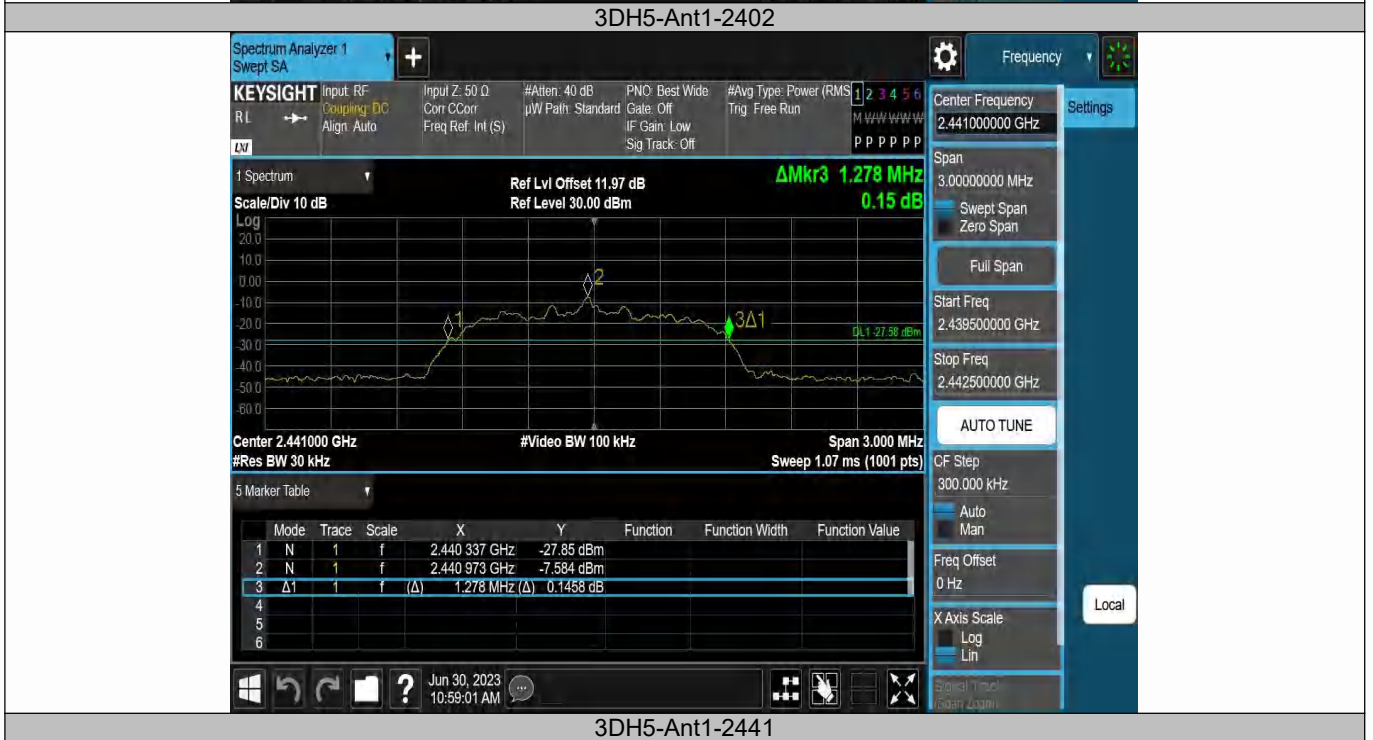 3DH5-Ant1-2402
Spectrum Analyzer 1
Swept SA
Frequency
KEYSIGHT Input: RF Input Z: 50 Ω #Atten: 40 dB PNO: Best Wide #Avg Type: Power (RMS 1 2 3 4 5 6
RL Coupling: DC Corr CCorr µW Path: Standard Gate: Off Trig: Free Run M W W W W W
Align: Auto Freq Ref: Int (S) IF Gain: Low
LXI Sig Track: Off P P P P P P
1 Spectrum
Ref Lvl Offset 11.97 dB
ΔMkr3 1.278 MHz
Scale/Div 10 dB Ref Level 30.00 dBm 0.15 dB
Log
20.0
10.0
0.00
-10.0
-20.0
-30.0
-40.0
-50.0
-60.0
2
1
3Δ1
DL1 -27.58 dBm
Center 2.441000 GHz #Video BW 100 kHz Span 3.000 MHz
#Res BW 30 kHz Sweep 1.07 ms (1001 pts)
5 Marker Table
Mode Trace Scale X Y Function Function Width Function Value
1 N 1 f 2.440 337 GHz -27.85 dBm
2 N 1 f 2.440 973 GHz -7.584 dBm
3 Δ1 1 f (Δ) 1.278 MHz (Δ) 0.1458 dB
4
5
6
Jun 30, 2023
10:59:01 AM
Center Frequency
2.441000000 GHz
Settings
Span
3.00000000 MHz
Swept Span
Zero Span
Full Span
Start Freq
2.439500000 GHz
Stop Freq
2.442500000 GHz
AUTO TUNE
CF Step
300.000 kHz
Auto
Man
Freq Offset
0 Hz
Local
X Axis Scale
Log
Lin
Signal Track
(Span Zoom)
3DH5-Ant1-2441